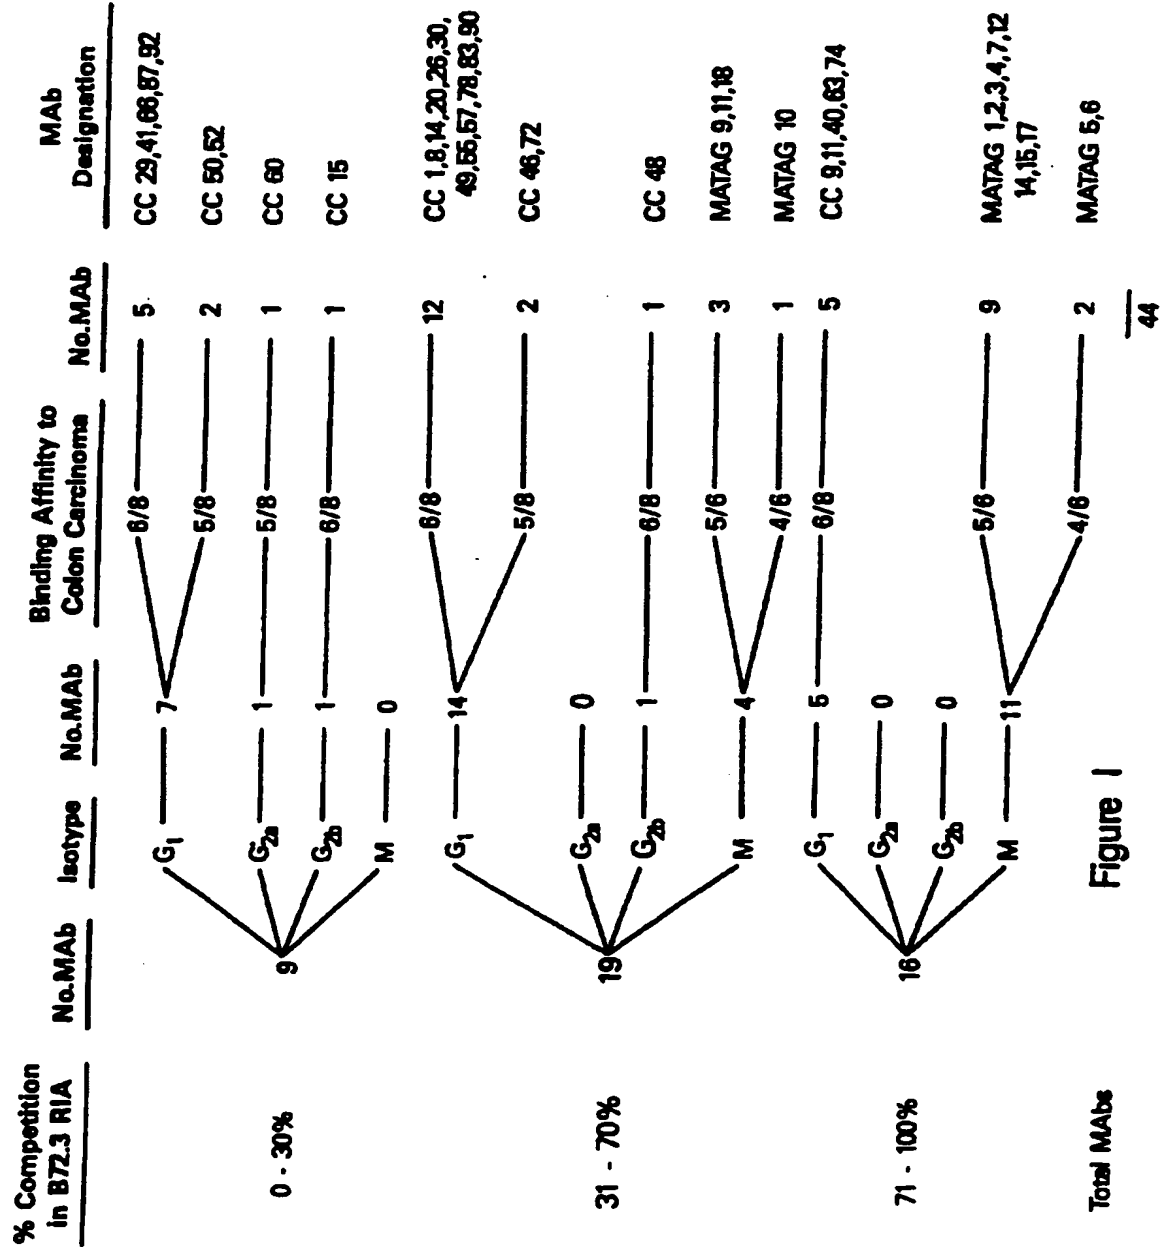 % Competition
in B72.3 RIA
No.MAb
Isotype
No.MAb
Binding Affinity to
Colon Carcinoma
No.MAb
MAb
Designation
0 - 30%
9
G1 7 6/8 5 CC 29,41,66,87,92
5/8 2 CC 50,52
G2a 1 5/8 1 CC 60
G2b 1 6/8 1 CC 15
M 0
31 - 70%
19
G1 14 6/8 12 CC 1,8,14,20,26,30,
49,55,57,78,83,90
5/8 2 CC 46,72
G2a 0
G2b 1 6/8 1 CC 48
M 4 5/6 3 MATAG 9,11,18
4/6 1 MATAG 10
71 - 100%
16
G1 5 6/8 5 CC 9,11,40,63,74
G2a 0
G2b 0
M 11 5/6 9 MATAG 1,2,3,4,7,12
14,15,17
4/6 2 MATAG 5,6
Total MAbs
44
Figure 1